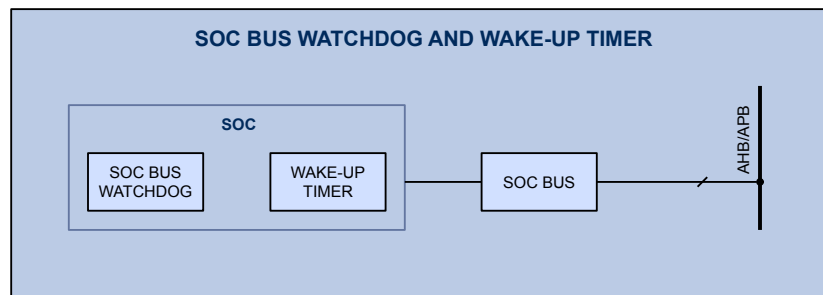 SOC BUS WATCHDOG AND WAKE-UP TIMER
SOC
SOC BUS
WATCHDOG
WAKE-UP
TIMER
SOC BUS
AHB/APB